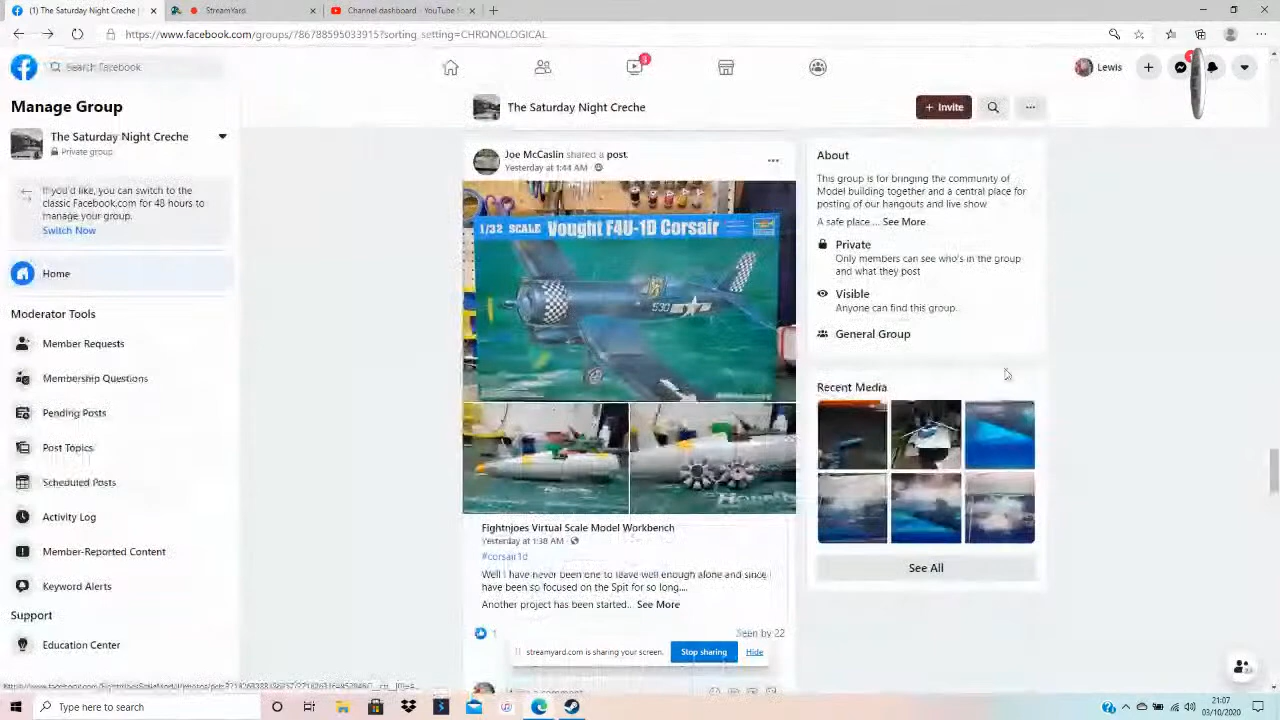 (1) The Saturday Night Creche |
StreamYard
Channel dashboard - YouTube S
https://www.facebook.com/groups/786788595033915?sorting_setting=CHRONOLOGICAL
Search Facebook
Lewis
Manage Group
The Saturday Night Creche
Private group
If you'd like, you can switch to the
classic Facebook.com for 48 hours to
manage your group.
Switch Now
Home
Moderator Tools
Member Requests
Membership Questions
Pending Posts
Post Topics
Scheduled Posts
Activity Log
Member-Reported Content
Keyword Alerts
Support
Education Center
The Saturday Night Creche
+ Invite
Joe McCaslin shared a post.
Yesterday at 1:44 AM
1/32 SCALE Vought F4U-1D Corsair
530
Fightnjoes Virtual Scale Model Workbench
Yesterday at 1:38 AM
#corsair1d
Well I have never been one to leave well enough alone and since I
have been so focused on the Spit for so long....
Another project has been started.. See More
1
Seen by 22
streamyard.com is sharing your screen.
Stop sharing
Hide
a comment
About
This group is for bringing the community of
Model building together and a central place for
posting of our hangouts and live show
A safe place ... See More
Private
Only members can see who's in the group
and what they post
Visible
Anyone can find this group.
General Group
Recent Media
See All
Type here to search
21:07
03/10/2020